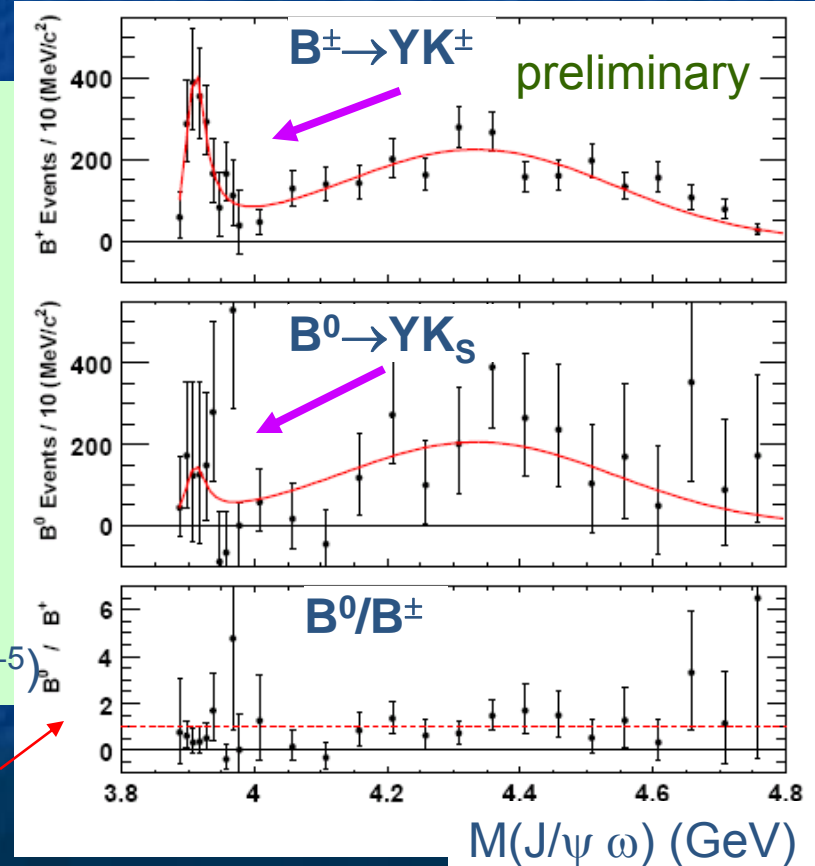 B±→YK±
preliminary
B⁺ Events / 10 (MeV/c²)
400
200
0
B⁰→YKS
B⁰ Events / 10 (MeV/c²)
400
200
0
B⁰/B±
-5)
B⁰ / B⁺
6
4
2
0
3.8 4 4.2 4.4 4.6 4.8
M(J/ψ ω) (GeV)